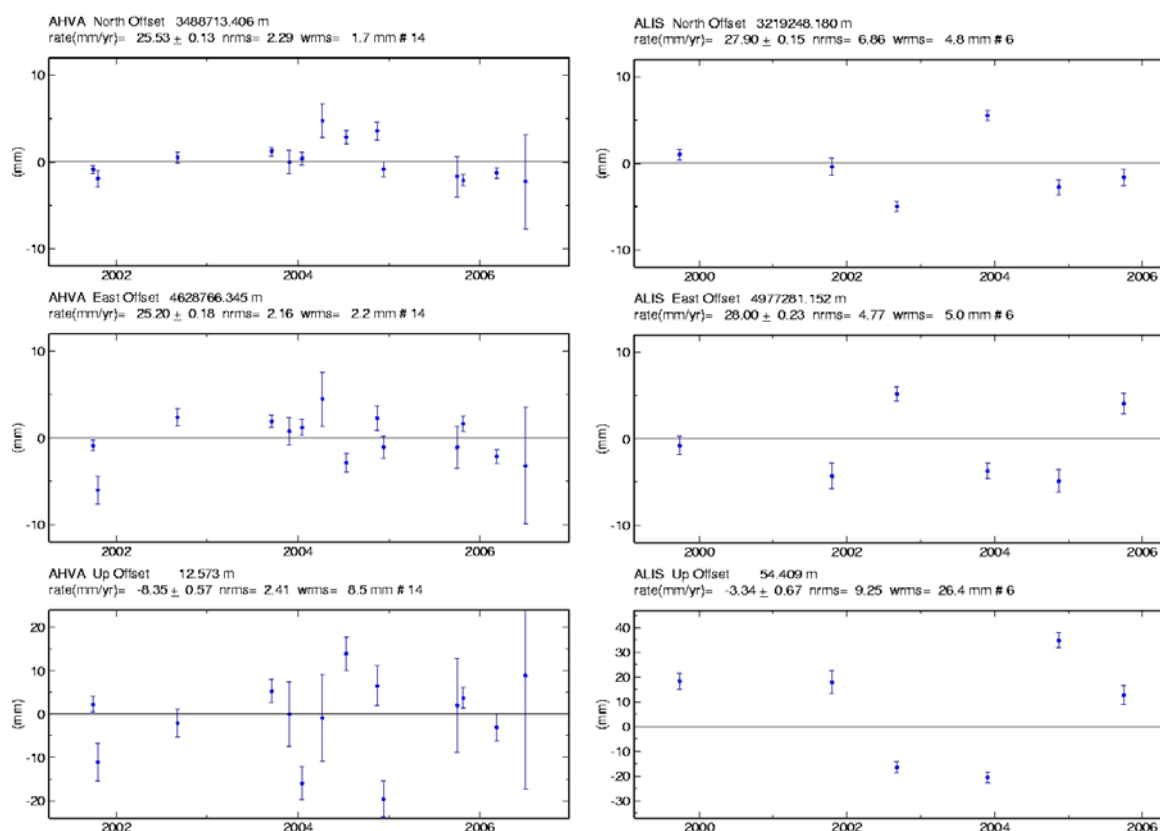 AHVA North Offset 3488713.406 m
rate(mm/yr)= 25.53 ± 0.13 nrms= 2.29 wrms= 1.7 mm # 14
10
0
-10
(mm)
2002 2004 2006
AHVA East Offset 4628766.345 m
rate(mm/yr)= 25.20 ± 0.18 nrms= 2.16 wrms= 2.2 mm # 14
10
0
-10
(mm)
2002 2004 2006
AHVA Up Offset 12.573 m
rate(mm/yr)= -8.35 ± 0.57 nrms= 2.41 wrms= 8.5 mm # 14
20
10
0
-10
-20
(mm)
2002 2004 2006
ALIS North Offset 3219248.180 m
rate(mm/yr)= 27.90 ± 0.15 nrms= 6.86 wrms= 4.8 mm # 6
10
0
-10
(mm)
2000 2002 2004 2006
ALIS East Offset 4977281.152 m
rate(mm/yr)= 28.00 ± 0.23 nrms= 4.77 wrms= 5.0 mm # 6
10
0
-10
(mm)
2000 2002 2004 2006
ALIS Up Offset 54.409 m
rate(mm/yr)= -3.34 ± 0.67 nrms= 9.25 wrms= 26.4 mm # 6
40
30
20
10
0
-10
-20
-30
(mm)
2000 2002 2004 2006